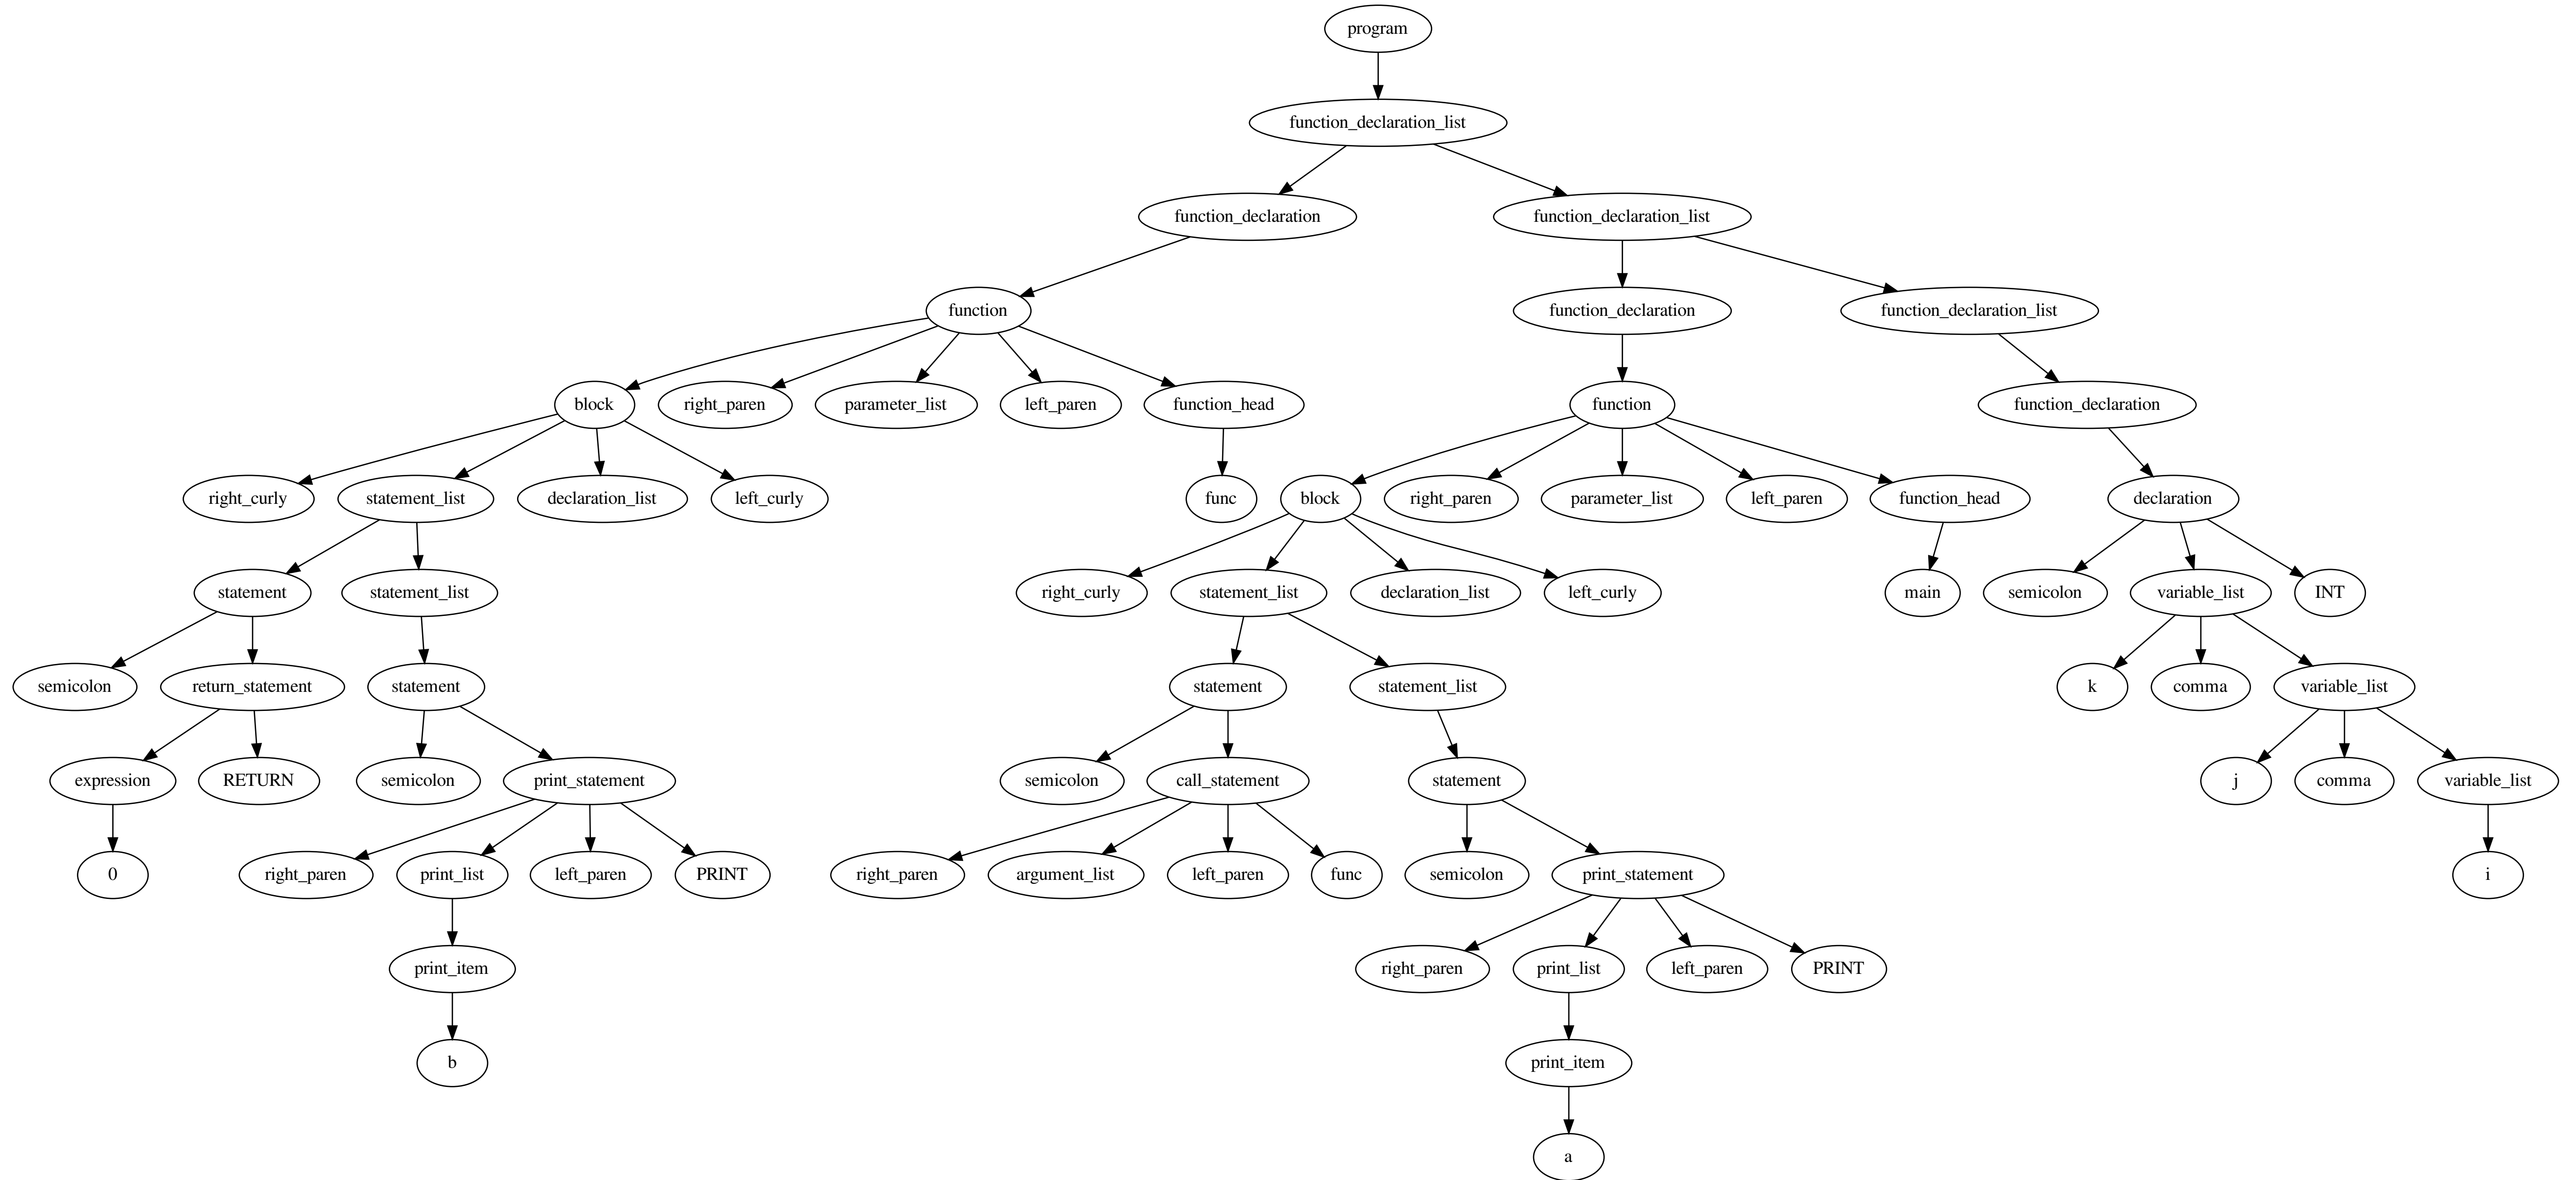 program
function_declaration_list
function_declaration
function_declaration_list
function
function_declaration
function_declaration_list
block
right_paren
parameter_list
left_paren
function_head
function
function_declaration
right_curly
statement_list
declaration_list
left_curly
func
block
right_paren
parameter_list
left_paren
function_head
declaration
statement
statement_list
right_curly
statement_list
declaration_list
left_curly
main
semicolon
variable_list
INT
semicolon
return_statement
statement
statement
statement_list
k
comma
variable_list
expression
RETURN
semicolon
print_statement
semicolon
call_statement
statement
j
comma
variable_list
0
right_paren
print_list
left_paren
PRINT
right_paren
argument_list
left_paren
func
semicolon
print_statement
i
print_item
right_paren
print_list
left_paren
PRINT
b
print_item
a